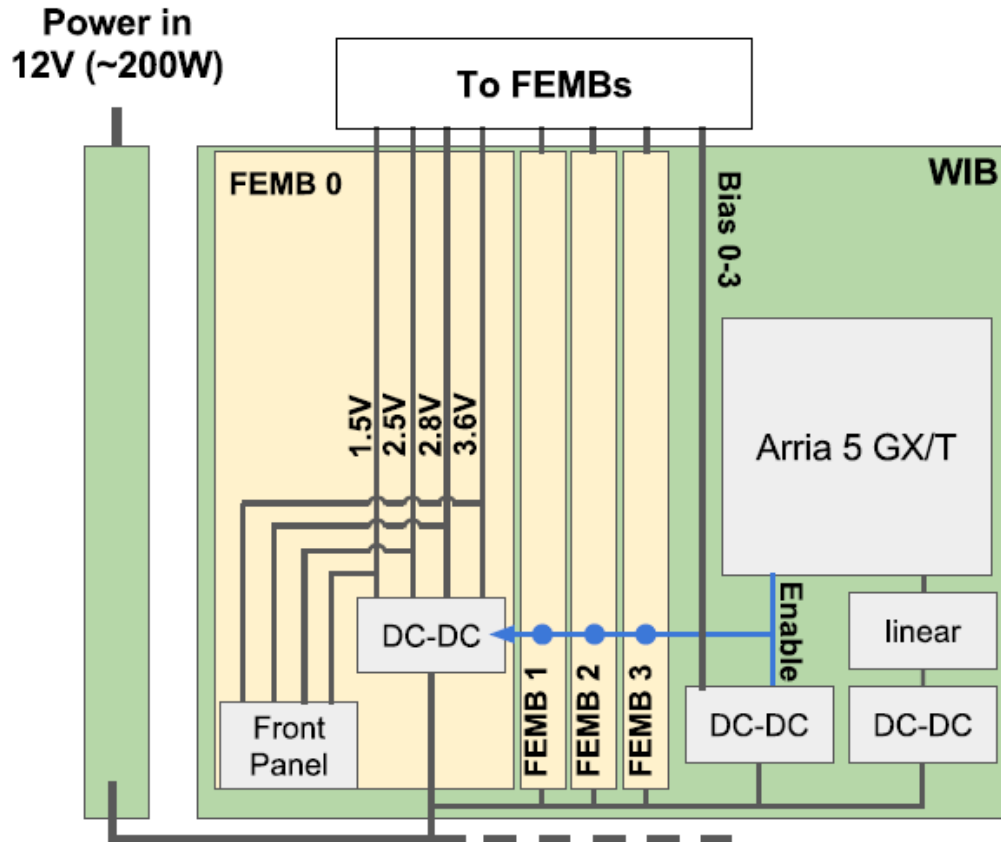 Power in
12V (~200W)
To FEMBs
FEMB 0
WIB
Bias 0-3
1.5V
2.5V
2.8V
3.6V
Arria 5 GX/T
Enable
linear
DC-DC
FEMB 1
FEMB 2
FEMB 3
DC-DC
DC-DC
Front
Panel